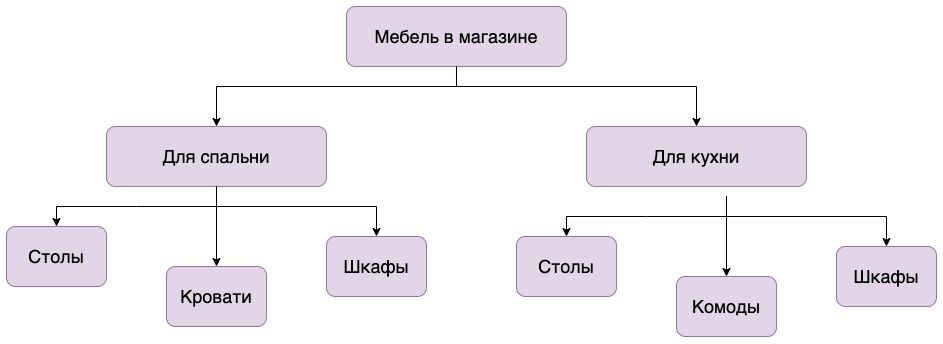 Мебель в магазине
Для спальни
Для кухни
Столы
Кровати
Шкафы
Столы
Комоды
Шкафы